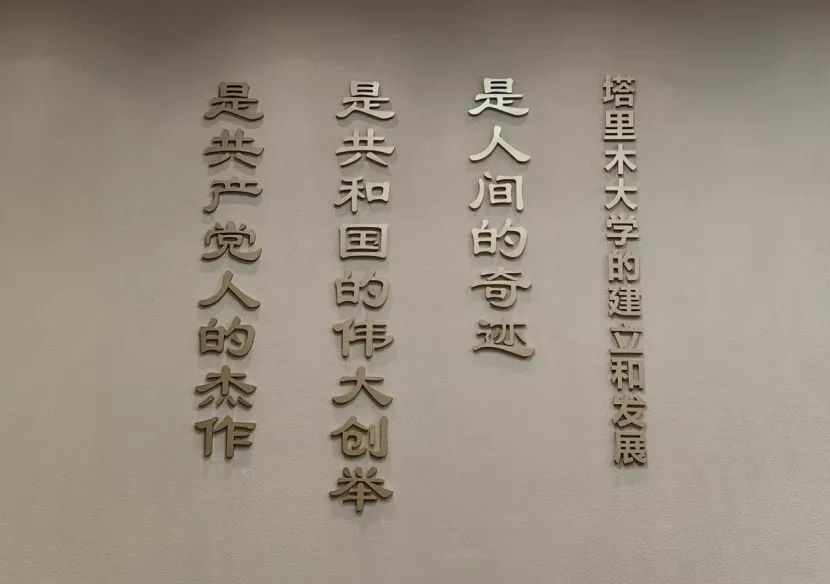 塔里木大学的建立和发展
是人间的奇迹
是共和国的伟大创举
是共产党人的杰作